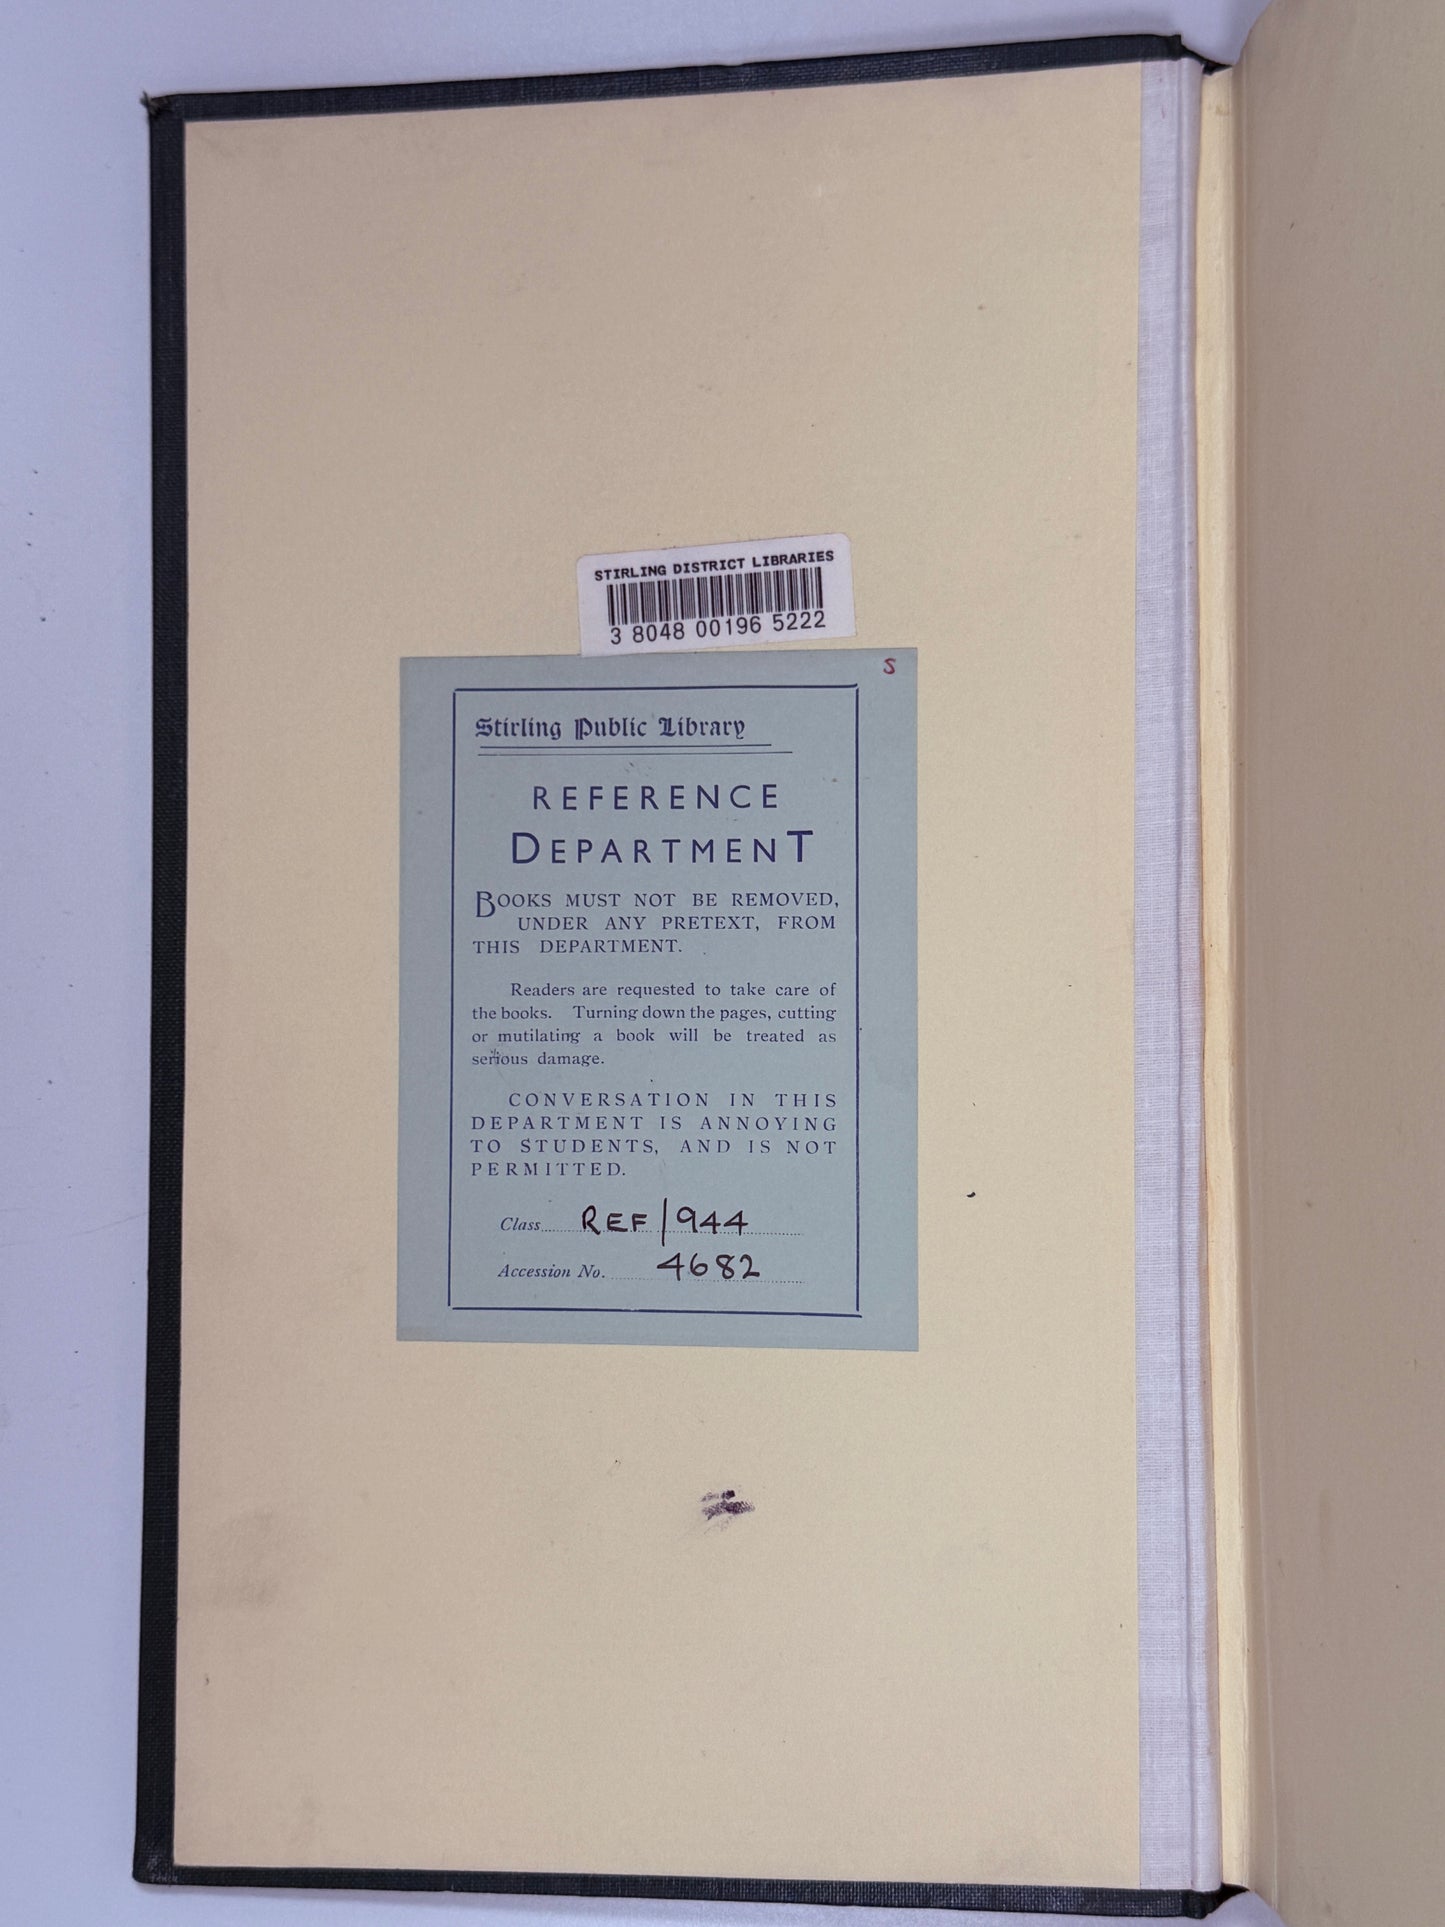 STIRLING DISTRICT LIBRARIES
3 8048 00196 5222
S
Stirling Public Library
REFERENCE
DEPARTMENT
BOOKS MUST NOT BE REMOVED,
UNDER ANY PRETEXT, FROM
THIS DEPARTMENT.
Readers are requested to take care of
the books. Turning down the pages, cutting
or mutilating a book will be treated as
serious damage.
CONVERSATION IN THIS
DEPARTMENT IS ANNOYING
TO STUDENTS, AND IS NOT
PERMITTED.
Class REF/944
Accession No. 4682